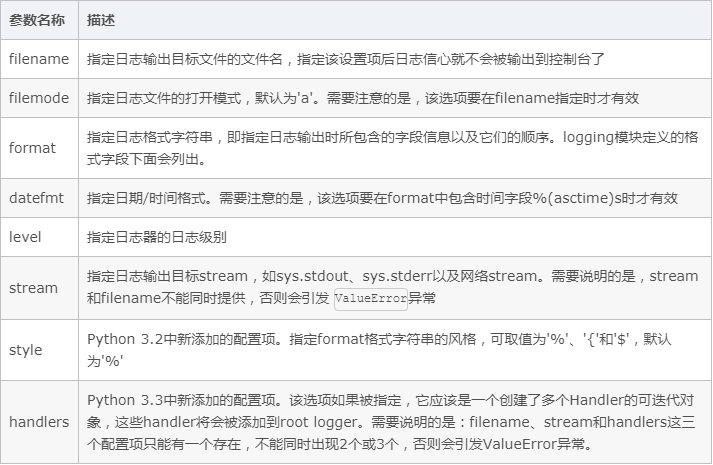 参数名称 描述
filename 指定日志输出目标文件的文件名，指定该设置项后日志信心就不会被输出到控制台了
filemode 指定日志文件的打开模式，默认为'a'。需要注意的是，该选项要在filename指定时才有效
format 指定日志格式字符串，即指定日志输出时所包含的字段信息以及它们的顺序。logging模块定义的格
式字段下面会列出。
datefmt 指定日期/时间格式。需要注意的是，该选项要在format中包含时间字段%(asctime)s时才有效
level 指定日志器的日志级别
stream 指定日志输出目标stream，如sys.stdout、sys.stderr以及网络stream。需要说明的是，stream
和filename不能同时提供，否则会引发 ValueError异常
style Python 3.2中新添加的配置项。指定format格式字符串的风格，可取值为'%'、'{'和'$'，默认
为'%'
handlers Python 3.3中新添加的配置项。该选项如果被指定，它应该是一个创建了多个Handler的可迭代对
象，这些handler将会被添加到root logger。需要说明的是：filename、stream和handlers这三
个配置项只能有一个存在，不能同时出现2个或3个，否则会引发ValueError异常。